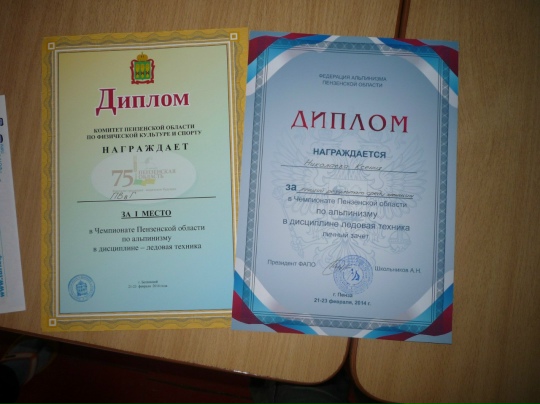 Диплом
КОМИТЕТ ПЕНЗЕНСКОЙ ОБЛАСТИ
ПО ФИЗИЧЕСКОЙ КУЛЬТУРЕ И СПОРТУ
НАГРАЖДАЕТ
75 ПЕНЗЕНСКАЯ
ОБЛАСТЬ
ЗА I МЕСТО
в Чемпионате Пензенской области
по альпинизму
в дисциплине – ледовая техника
ФЕДЕРАЦИЯ АЛЬПИНИЗМА
ПЕНЗЕНСКОЙ ОБЛАСТИ
ДИПЛОМ
НАГРАЖДАЕТСЯ
за
в Чемпионате Пензенской области
по альпинизму
в дисциплине ледовая техника
личный зачет
Президент ФАПО Школьников А.Н.
г. Пенза
21-23 февраля, 2014 г.